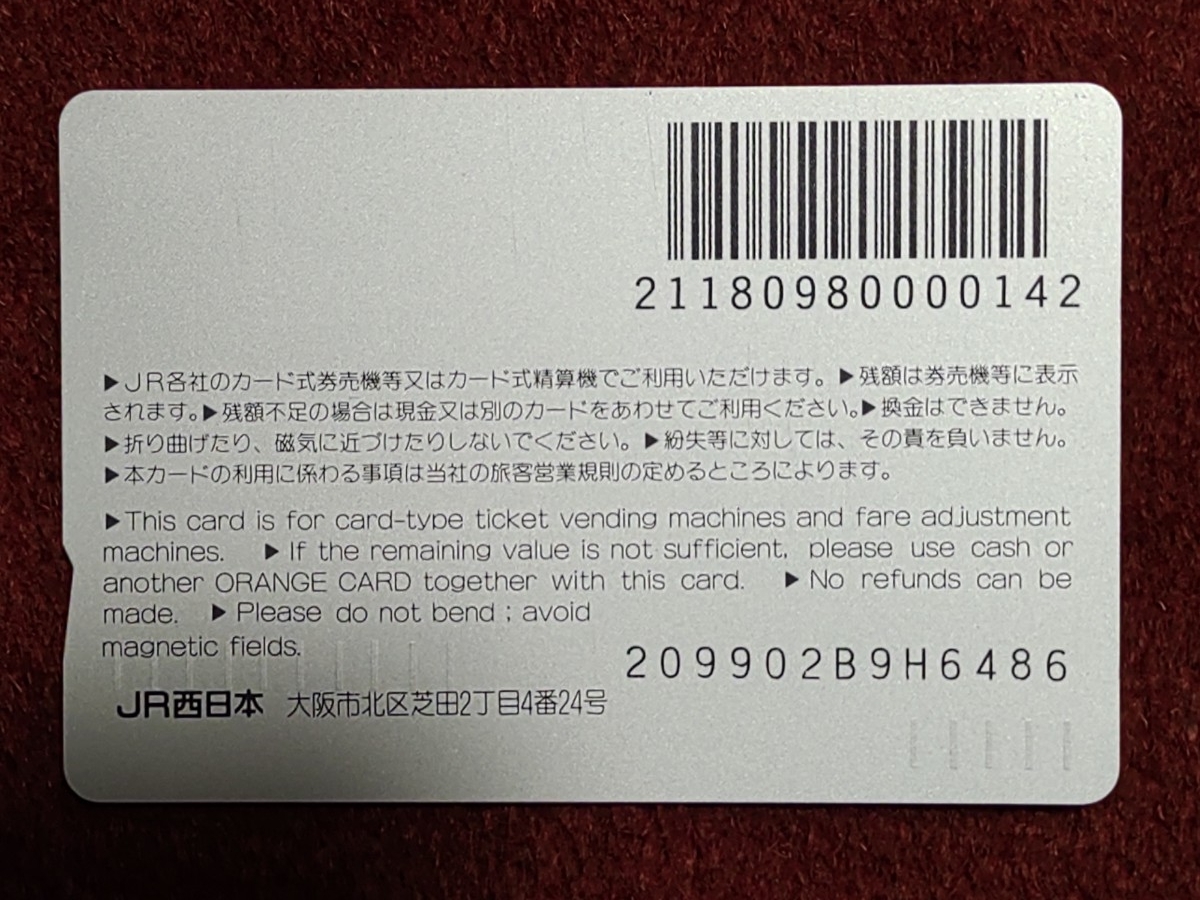 21180980000142
▶JR各社のカード式券売機等又はカード式精算機でご利用いただけます。▶残額は券売機等に表示
されます。▶残額不足の場合は現金又は別のカードをあわせてご利用ください。▶換金はできません。
▶折り曲げたり、磁気に近づけたりしないでください。▶紛失等に対しては、その責を負いません。
▶本カードの利用に係わる事項は当社の旅客営業規則の定めるところによります。
▶This card is for card-type ticket vending machines and fare adjustment
machines. ▶If the remaining value is not sufficient, please use cash or
another ORANGE CARD together with this card. ▶No refunds can be
made. ▶Please do not bend ; avoid
magnetic fields.
209902B9H6486
JR西日本 大阪市北区芝田2丁目4番24号